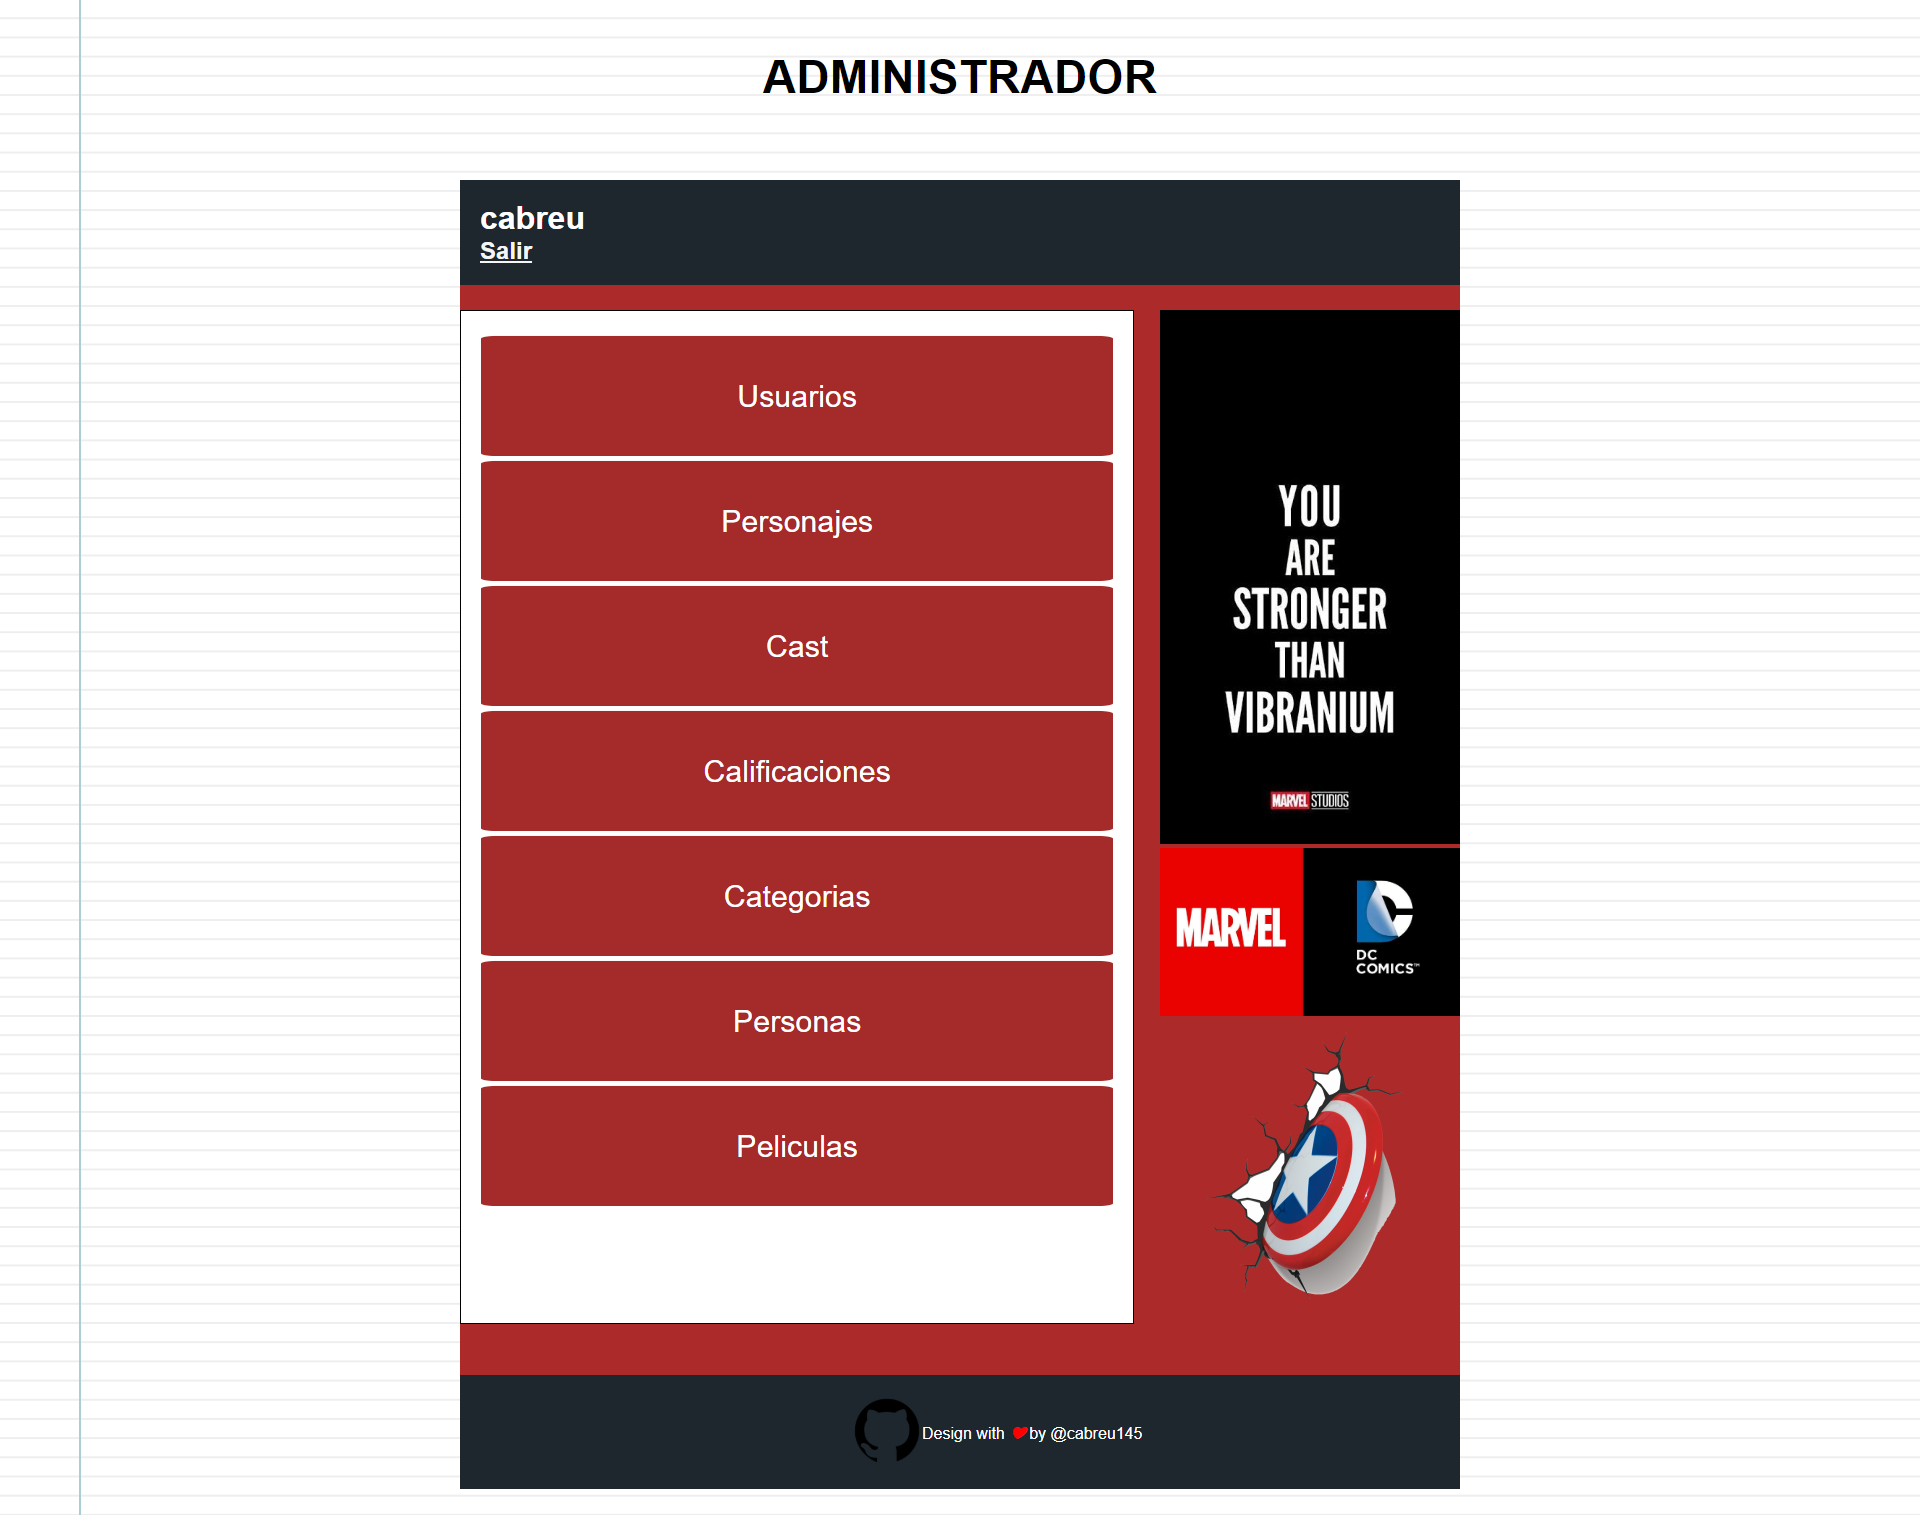 ADMINISTRADOR
cabreu
Salir
Usuarios
Personajes
Cast
Calificaciones
Categorias
Personas
Peliculas
YOU
ARE
STRONGER
THAN
VIBRANIUM
MARVEL STUDIOS
MARVEL
DC
COMICS™
Design with ❤by @cabreu145